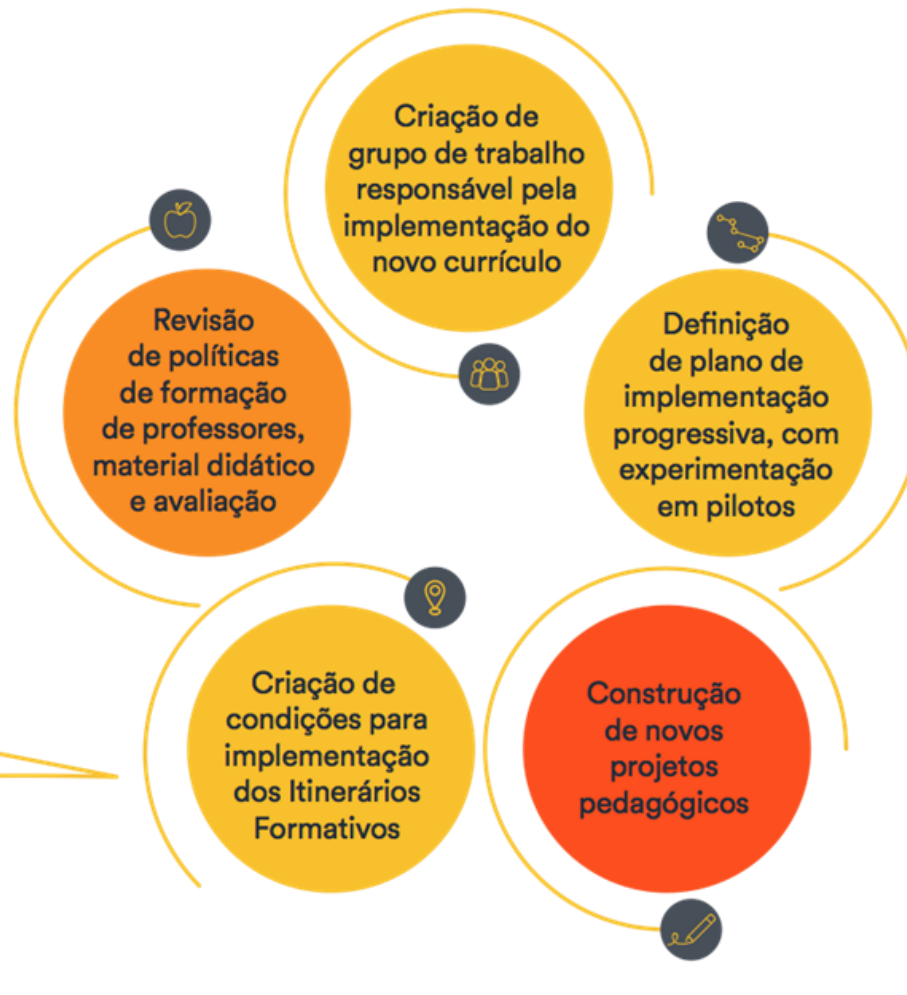 Criação de
grupo de trabalho
responsável pela
implementação do
novo currículo
Revisão
de políticas
de formação
de professores,
material didático
e avaliação
Definição
de plano de
implementação
progressiva, com
experimentação
em pilotos
Criação de
condições para
implementação
dos Itinerários
Formativos
Construção
de novos
projetos
pedagógicos